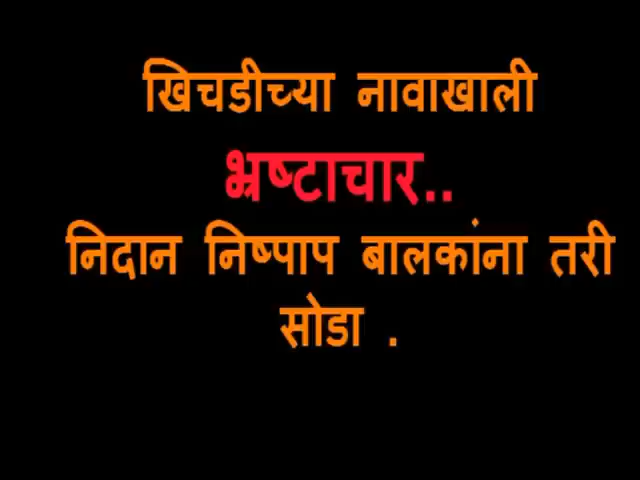 खिचडीच्या नावाखाली
भ्रष्टाचार..
निदान निष्पाप बालकांना तरी
सोडा .